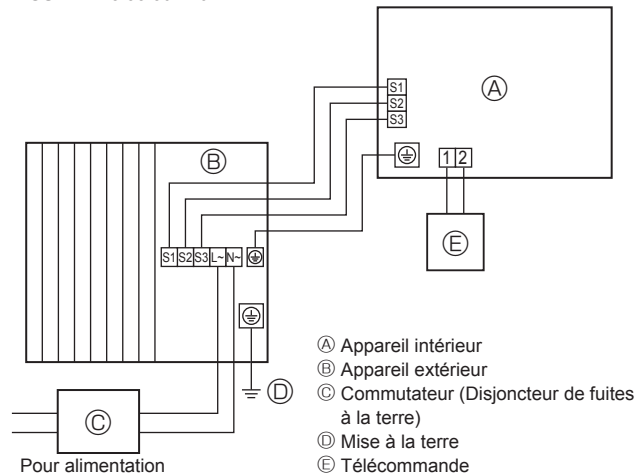 Ⓐ
S1
S2
S3
1 2
Ⓑ
Ⓔ
S1 S2 S3 L~ N~
Ⓓ
Ⓒ
Pour alimentation
Ⓐ Appareil intérieur
Ⓑ Appareil extérieur
Ⓒ Commutateur (Disjoncteur de fuites
à la terre)
Ⓓ Mise à la terre
Ⓔ Télécommande